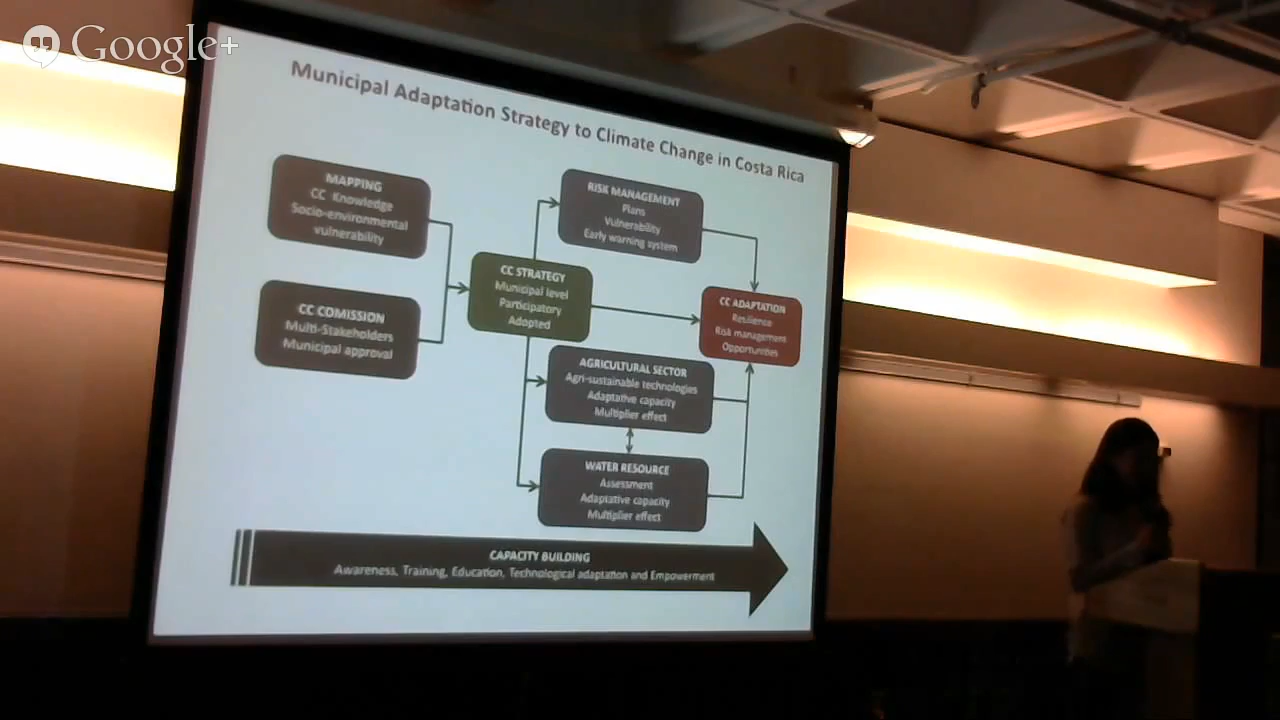 Google+
Municipal Adaptation Strategy to Climate Change in Costa Rica
MAPPING
CC Knowledge
Socio-environmental
vulnerability
CC COMISSION
Multi-Stakeholders
Municipal approval
CC STRATEGY
Municipal level
Participatory
Adopted
RISK MANAGEMENT
Plans
Vulnerability
Early warning system
AGRICULTURAL SECTOR
Agri-sustainable technologies
Adaptative capacity
Multiplier effect
WATER RESOURCE
Assessment
Adaptative capacity
Multiplier effect
CC ADAPTATION
Resilience
Risk management
Opportunities
CAPACITY BUILDING
Awareness, Training, Education, Technological adaptation and Empowerment